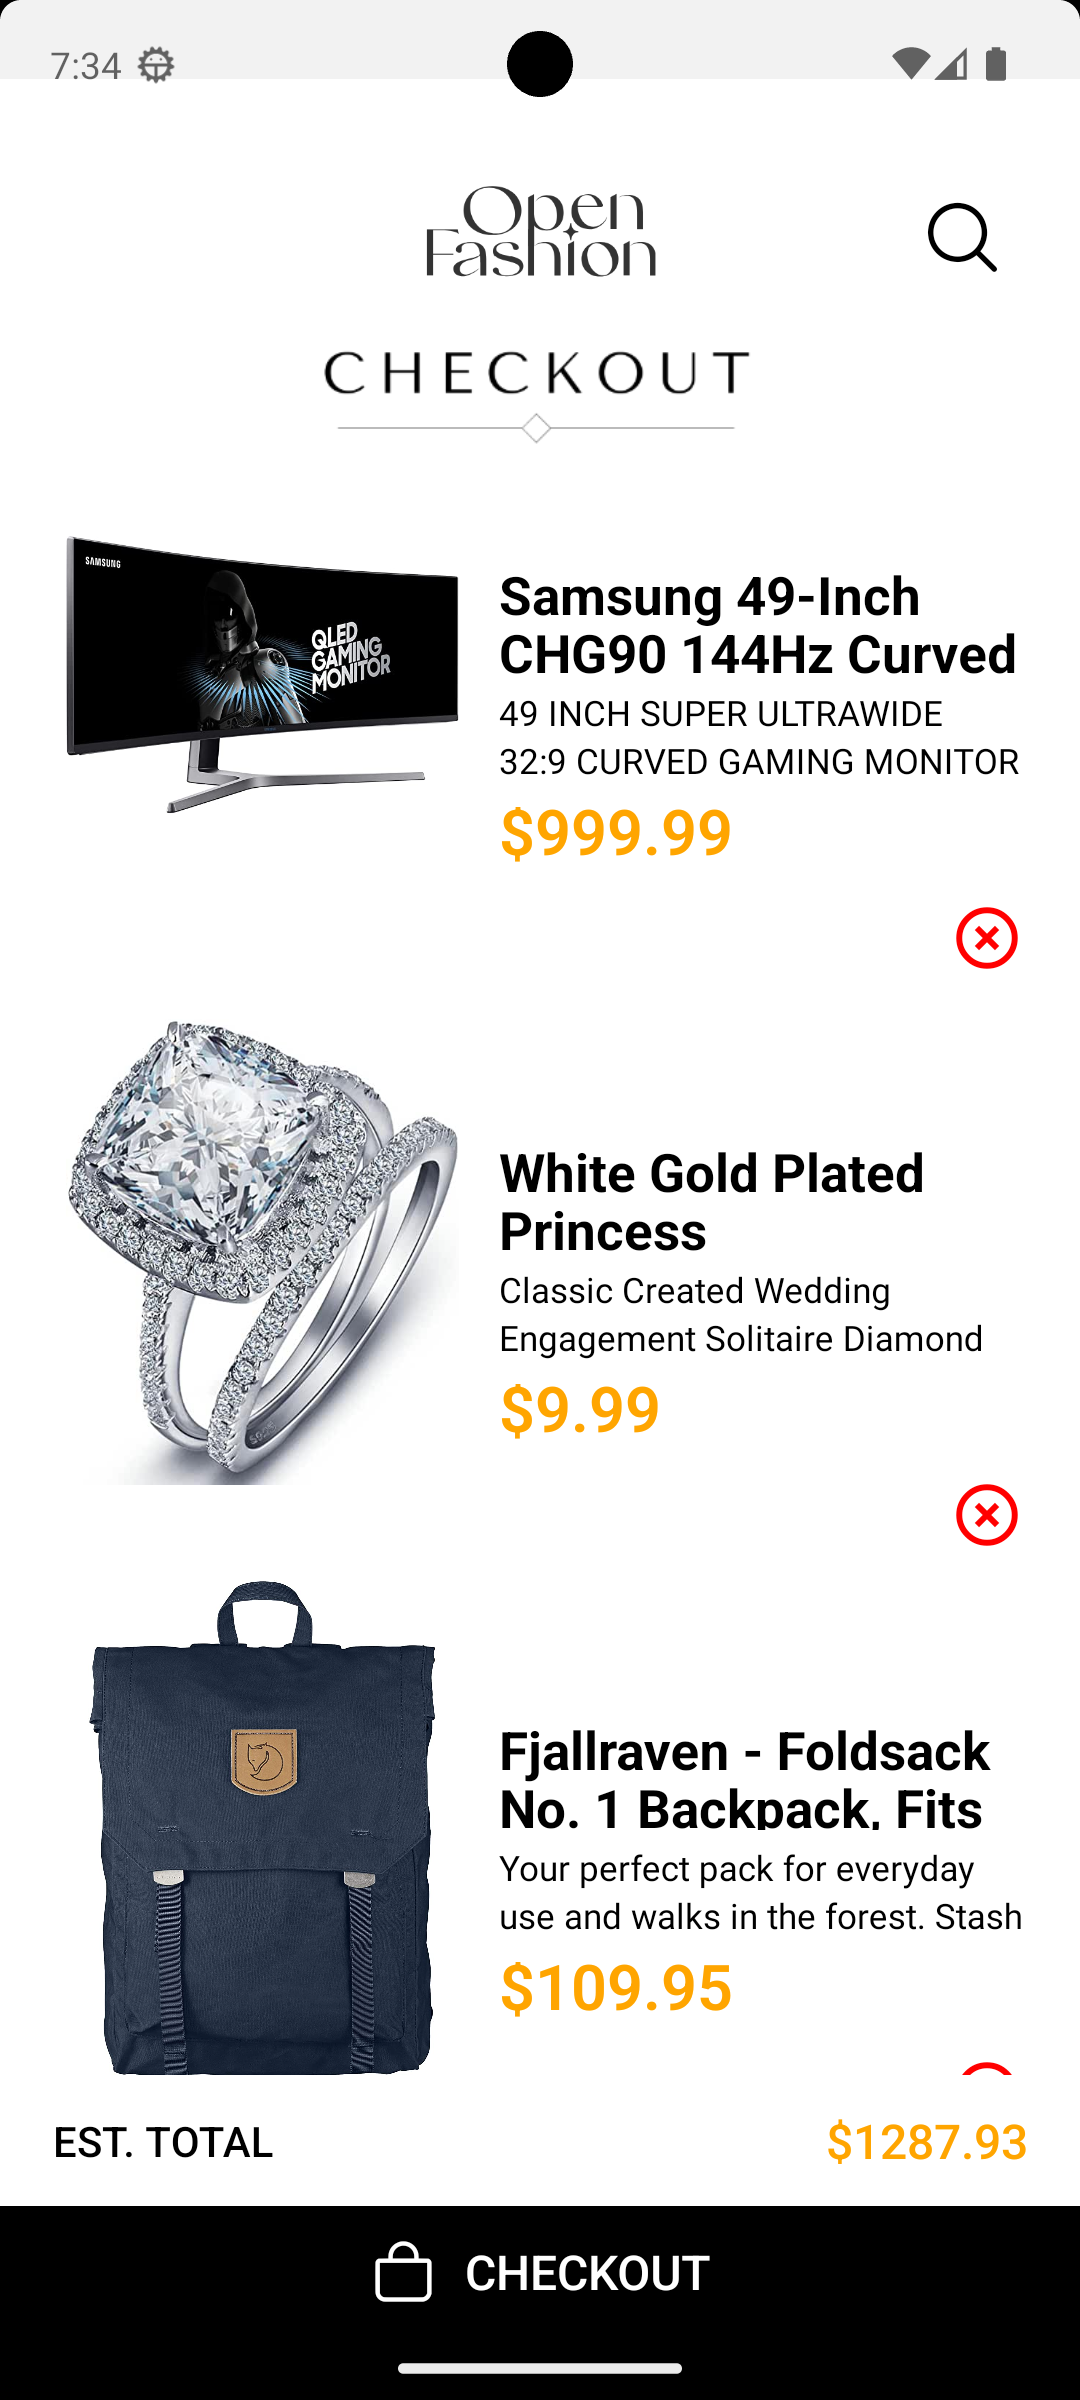 7:34
Open
Fashion
CHECKOUT
SAMSUNG
QLED
GAMING
MONITOR
Samsung 49-Inch
CHG90 144Hz Curved
49 INCH SUPER ULTRAWIDE
32:9 CURVED GAMING MONITOR
$999.99
White Gold Plated
Princess
Classic Created Wedding
Engagement Solitaire Diamond
$9.99
Fjallraven - Foldsack
No. 1 Backpack, Fits
Your perfect pack for everyday
use and walks in the forest. Stash
$109.95
EST. TOTAL $1287.93
CHECKOUT